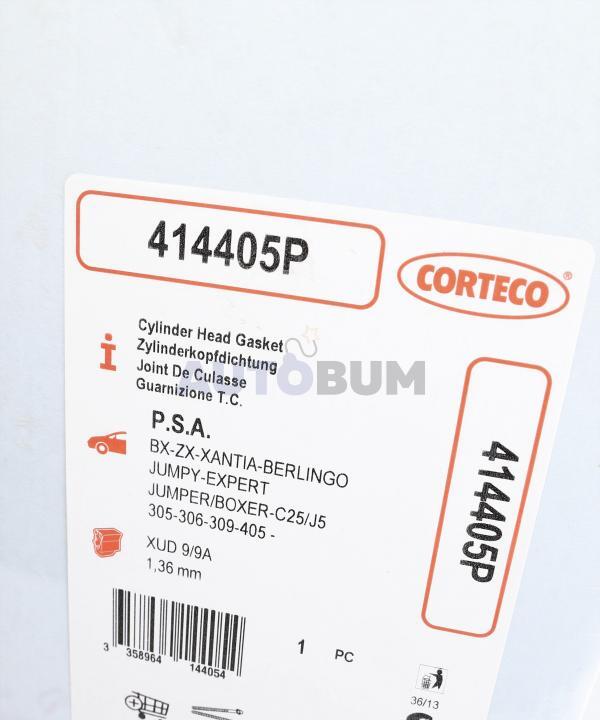 414405P
CORTECO®
Cylinder Head Gasket
Zylinderkopfdichtung
Joint De Culasse
Guarnizione T.C.
AUTOBUM
P.S.A.
BX-ZX-XANTIA-BERLINGO
JUMPY-EXPERT
JUMPER/BOXER-C25/J5
305-306-309-405 -
414405P
XUD 9/9A
1,36 mm
3 358964 144054
1 PC
36/13